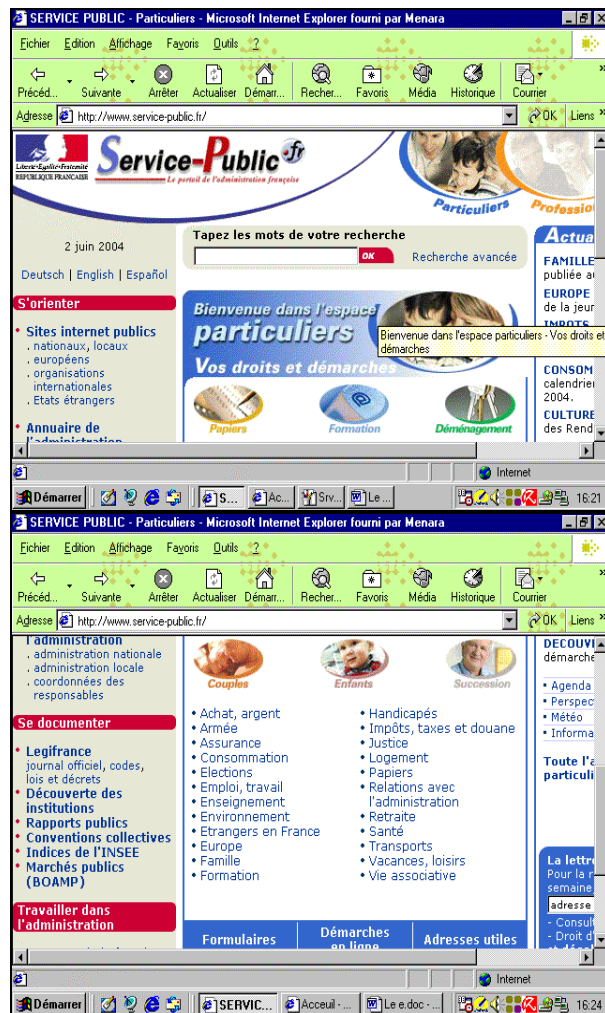 SERVICE PUBLIC - Particuliers - Microsoft Internet Explorer fourni par Menara
Fichier Edition Affichage Favoris Outils ?
Précéd... Suivante Arrêter Actualiser Démarr... Recher... Favoris Média Historique Courrier
Adresse http://www.service-public.fr/ OK Liens »
Liberté • Égalité • Fraternité
RÉPUBLIQUE FRANÇAISE
Service-Public.fr
Le portail de l'administration française
Particuliers
Professio
2 juin 2004
Deutsch | English | Español
Tapez les mots de votre recherche
OK Recherche avancée
S'orienter
• Sites internet publics
. nationaux, locaux
. européens
. organisations
internationales
. Etats étrangers
• Annuaire de
l'administration
Bienvenue dans l'espace
particuliers
Vos droits et démarches
Bienvenue dans l'espace particuliers - Vos droits et
démarches
Papiers Formation Déménagement
Actua
FAMILLE
publiée au
EUROPE
de la jeur
IMPOTS
CONSOM
calendrier
2004.
CULTURE
des Rend
Internet
Démarrer S... Ac... Srv... Le ... 16:21
SERVICE PUBLIC - Particuliers - Microsoft Internet Explorer fourni par Menara
Fichier Edition Affichage Favoris Outils ?
Précéd... Suivante Arrêter Actualiser Démarr... Recher... Favoris Média Historique Courrier
Adresse http://www.service-public.fr/ OK Liens »
l'administration
. administration nationale
. administration locale
. coordonnées des
responsables
Se documenter
• Legifrance
journal officiel, codes,
lois et décrets
• Découverte des
institutions
• Rapports publics
• Conventions collectives
• Indices de l'INSEE
• Marchés publics
(BOAMP)
Travailler dans
l'administration
Couples Enfants Succession
• Achat, argent
• Armée
• Assurance
• Consommation
• Elections
• Emploi, travail
• Enseignement
• Environnement
• Etrangers en France
• Europe
• Famille
• Formation
• Handicapés
• Impôts, taxes et douane
• Justice
• Logement
• Papiers
• Relations avec
l'administration
• Retraite
• Santé
• Transports
• Vacances, loisirs
• Vie associative
Formulaires
Démarches
en ligne
Adresses utiles
DECOUVI
démarche
• Agenda
• Perspec
• Météo
• Informa
Toute l'a
particuli
La lettre
Pour la r
semaine
adresse
- Consult
- Droit d'
Internet
Démarrer SERVIC... Acceuil - ... Le e.doc - ... 16:24